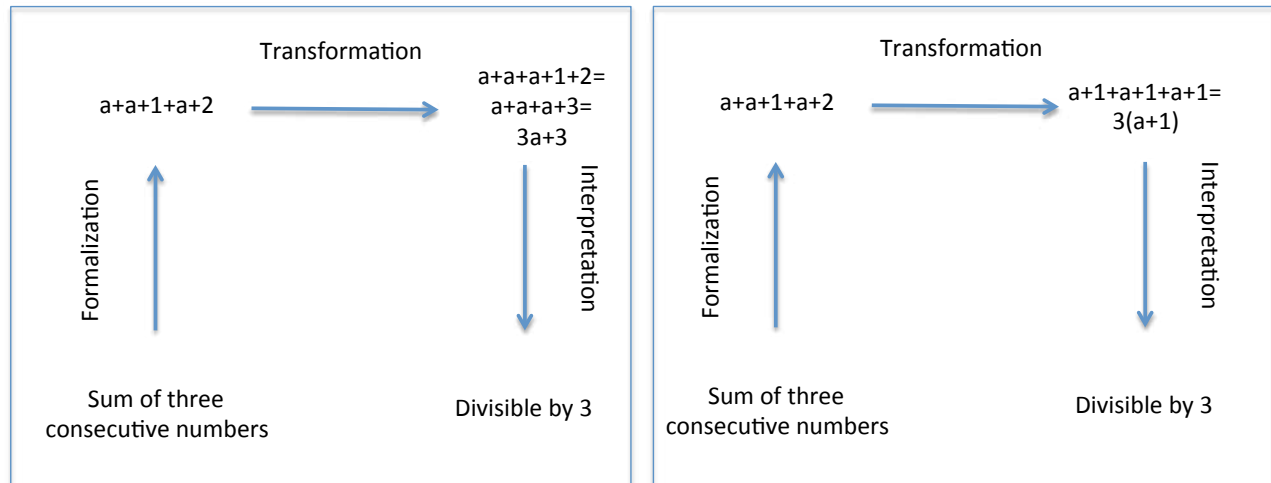 Transformation
a+a+1+a+2
a+a+a+1+2=
a+a+a+3=
3a+3
Formalization
Interpretation
Sum of three
consecutive numbers
Divisible by 3
Transformation
a+a+1+a+2
a+1+a+1+a+1=
3(a+1)
Formalization
Interpretation
Sum of three
consecutive numbers
Divisible by 3